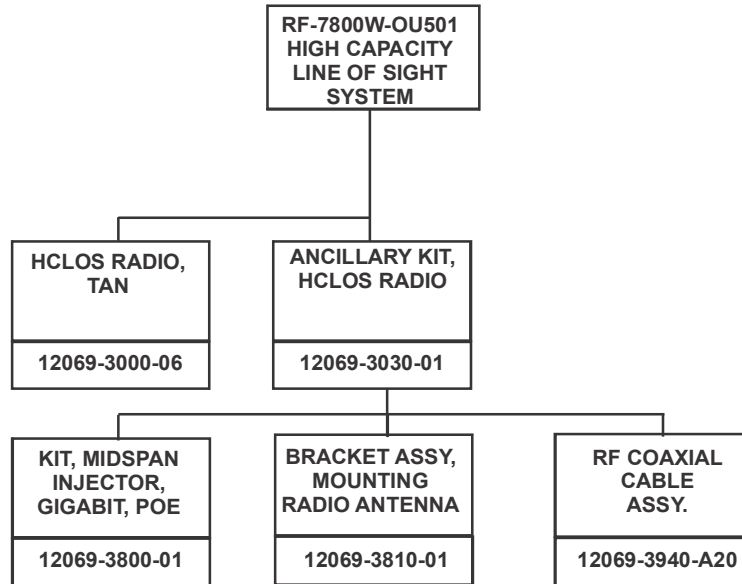 RF-7800W-OU501
HIGH CAPACITY
LINE OF SIGHT
SYSTEM
HCLOS RADIO,
TAN
12069-3000-06
ANCILLARY KIT,
HCLOS RADIO
12069-3030-01
KIT, MIDSPAN
INJECTOR,
GIGABIT, POE
12069-3800-01
BRACKET ASSY,
MOUNTING
RADIO ANTENNA
12069-3810-01
RF COAXIAL
CABLE
ASSY.
12069-3940-A20